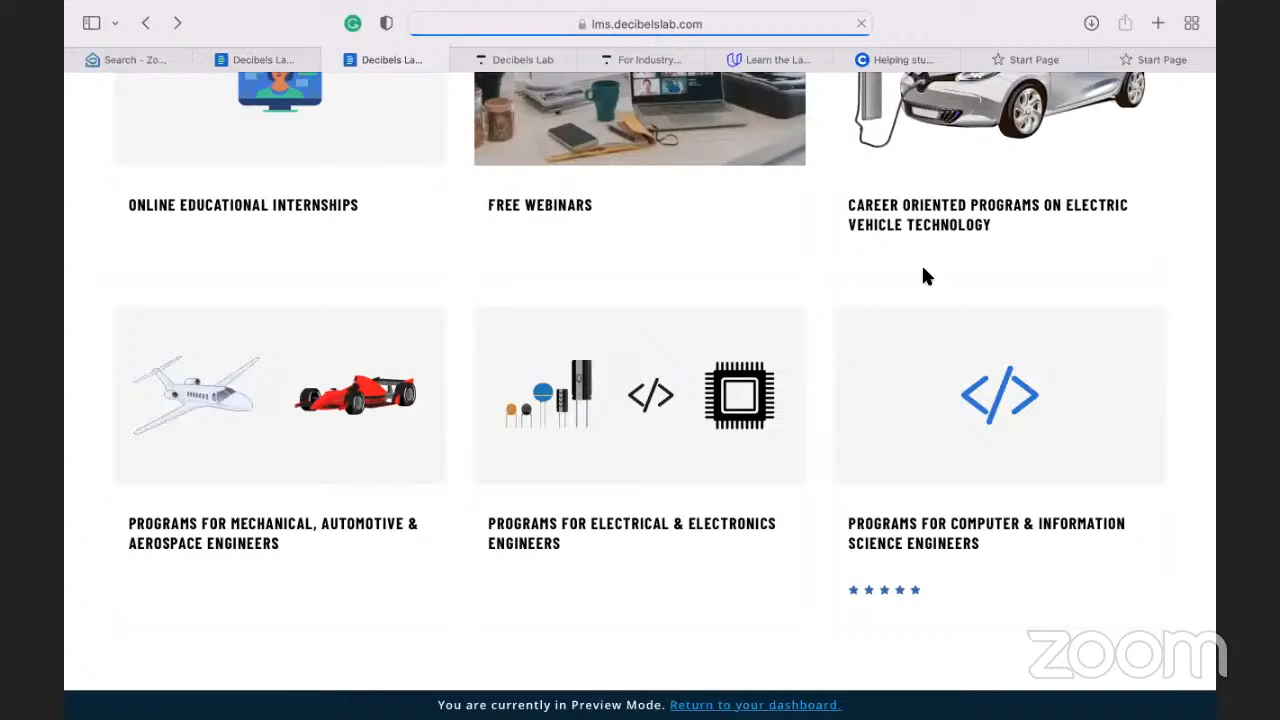 lms.decibelslab.com
Search - Zo...
Decibels La...
Decibels La...
Decibels Lab
For Industry...
Learn the La...
Helping stu...
Start Page
Start Page
ONLINE EDUCATIONAL INTERNSHIPS
FREE WEBINARS
CAREER ORIENTED PROGRAMS ON ELECTRIC
VEHICLE TECHNOLOGY
PROGRAMS FOR MECHANICAL, AUTOMOTIVE &
AEROSPACE ENGINEERS
PROGRAMS FOR ELECTRICAL & ELECTRONICS
ENGINEERS
PROGRAMS FOR COMPUTER & INFORMATION
SCIENCE ENGINEERS
zoom
You are currently in Preview Mode. Return to your dashboard.